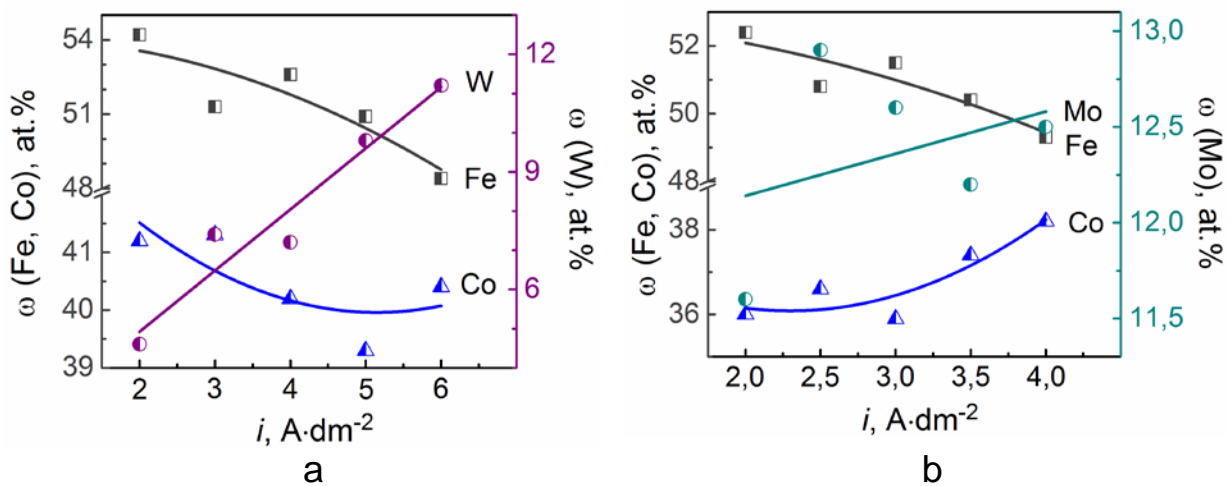 54
51
48
41
40
39
ω (Fe, Co), at.%
W
Fe
Co
12
9
6
ω (W), at.%
2 3 4 5 6
i, A·dm-2
a
52
50
48
38
36
ω (Fe, Co), at.%
Mo
Fe
Co
13,0
12,5
12,0
11,5
ω (Mo), at.%
2,0 2,5 3,0 3,5 4,0
i, A·dm-2
b